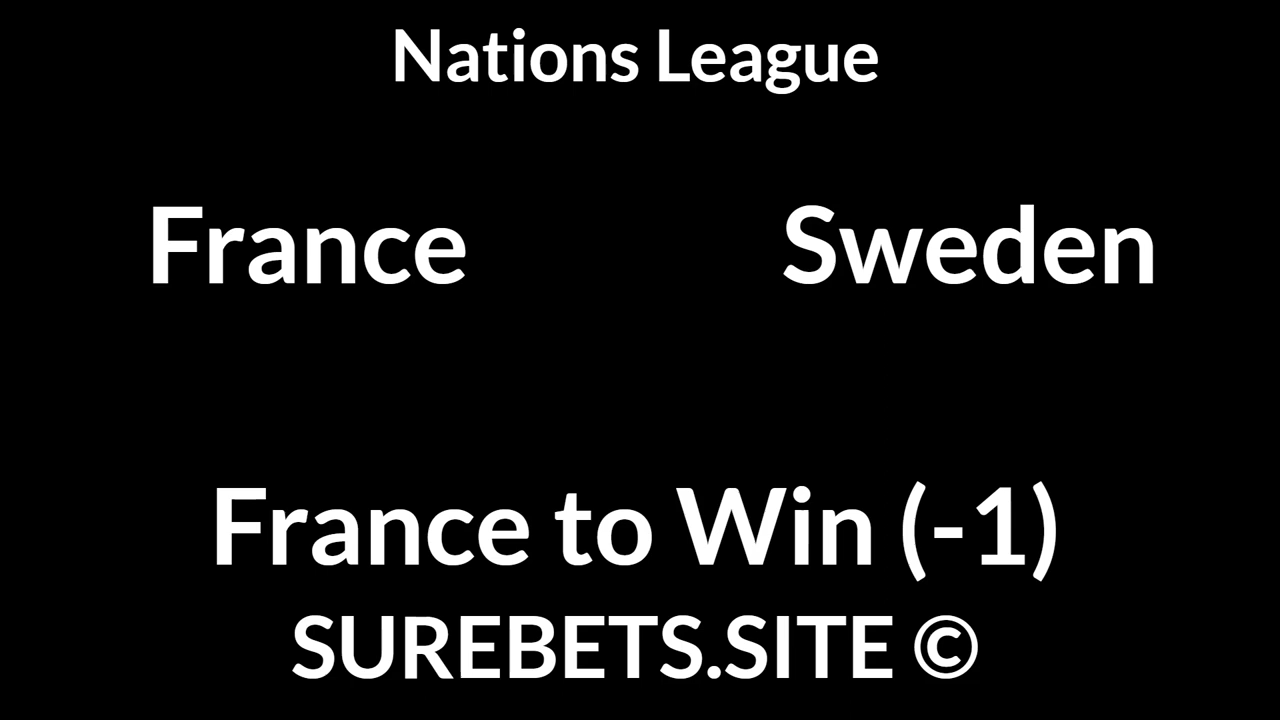 Nations League
France Sweden
France to Win (-1)
SUREBETS.SITE ©